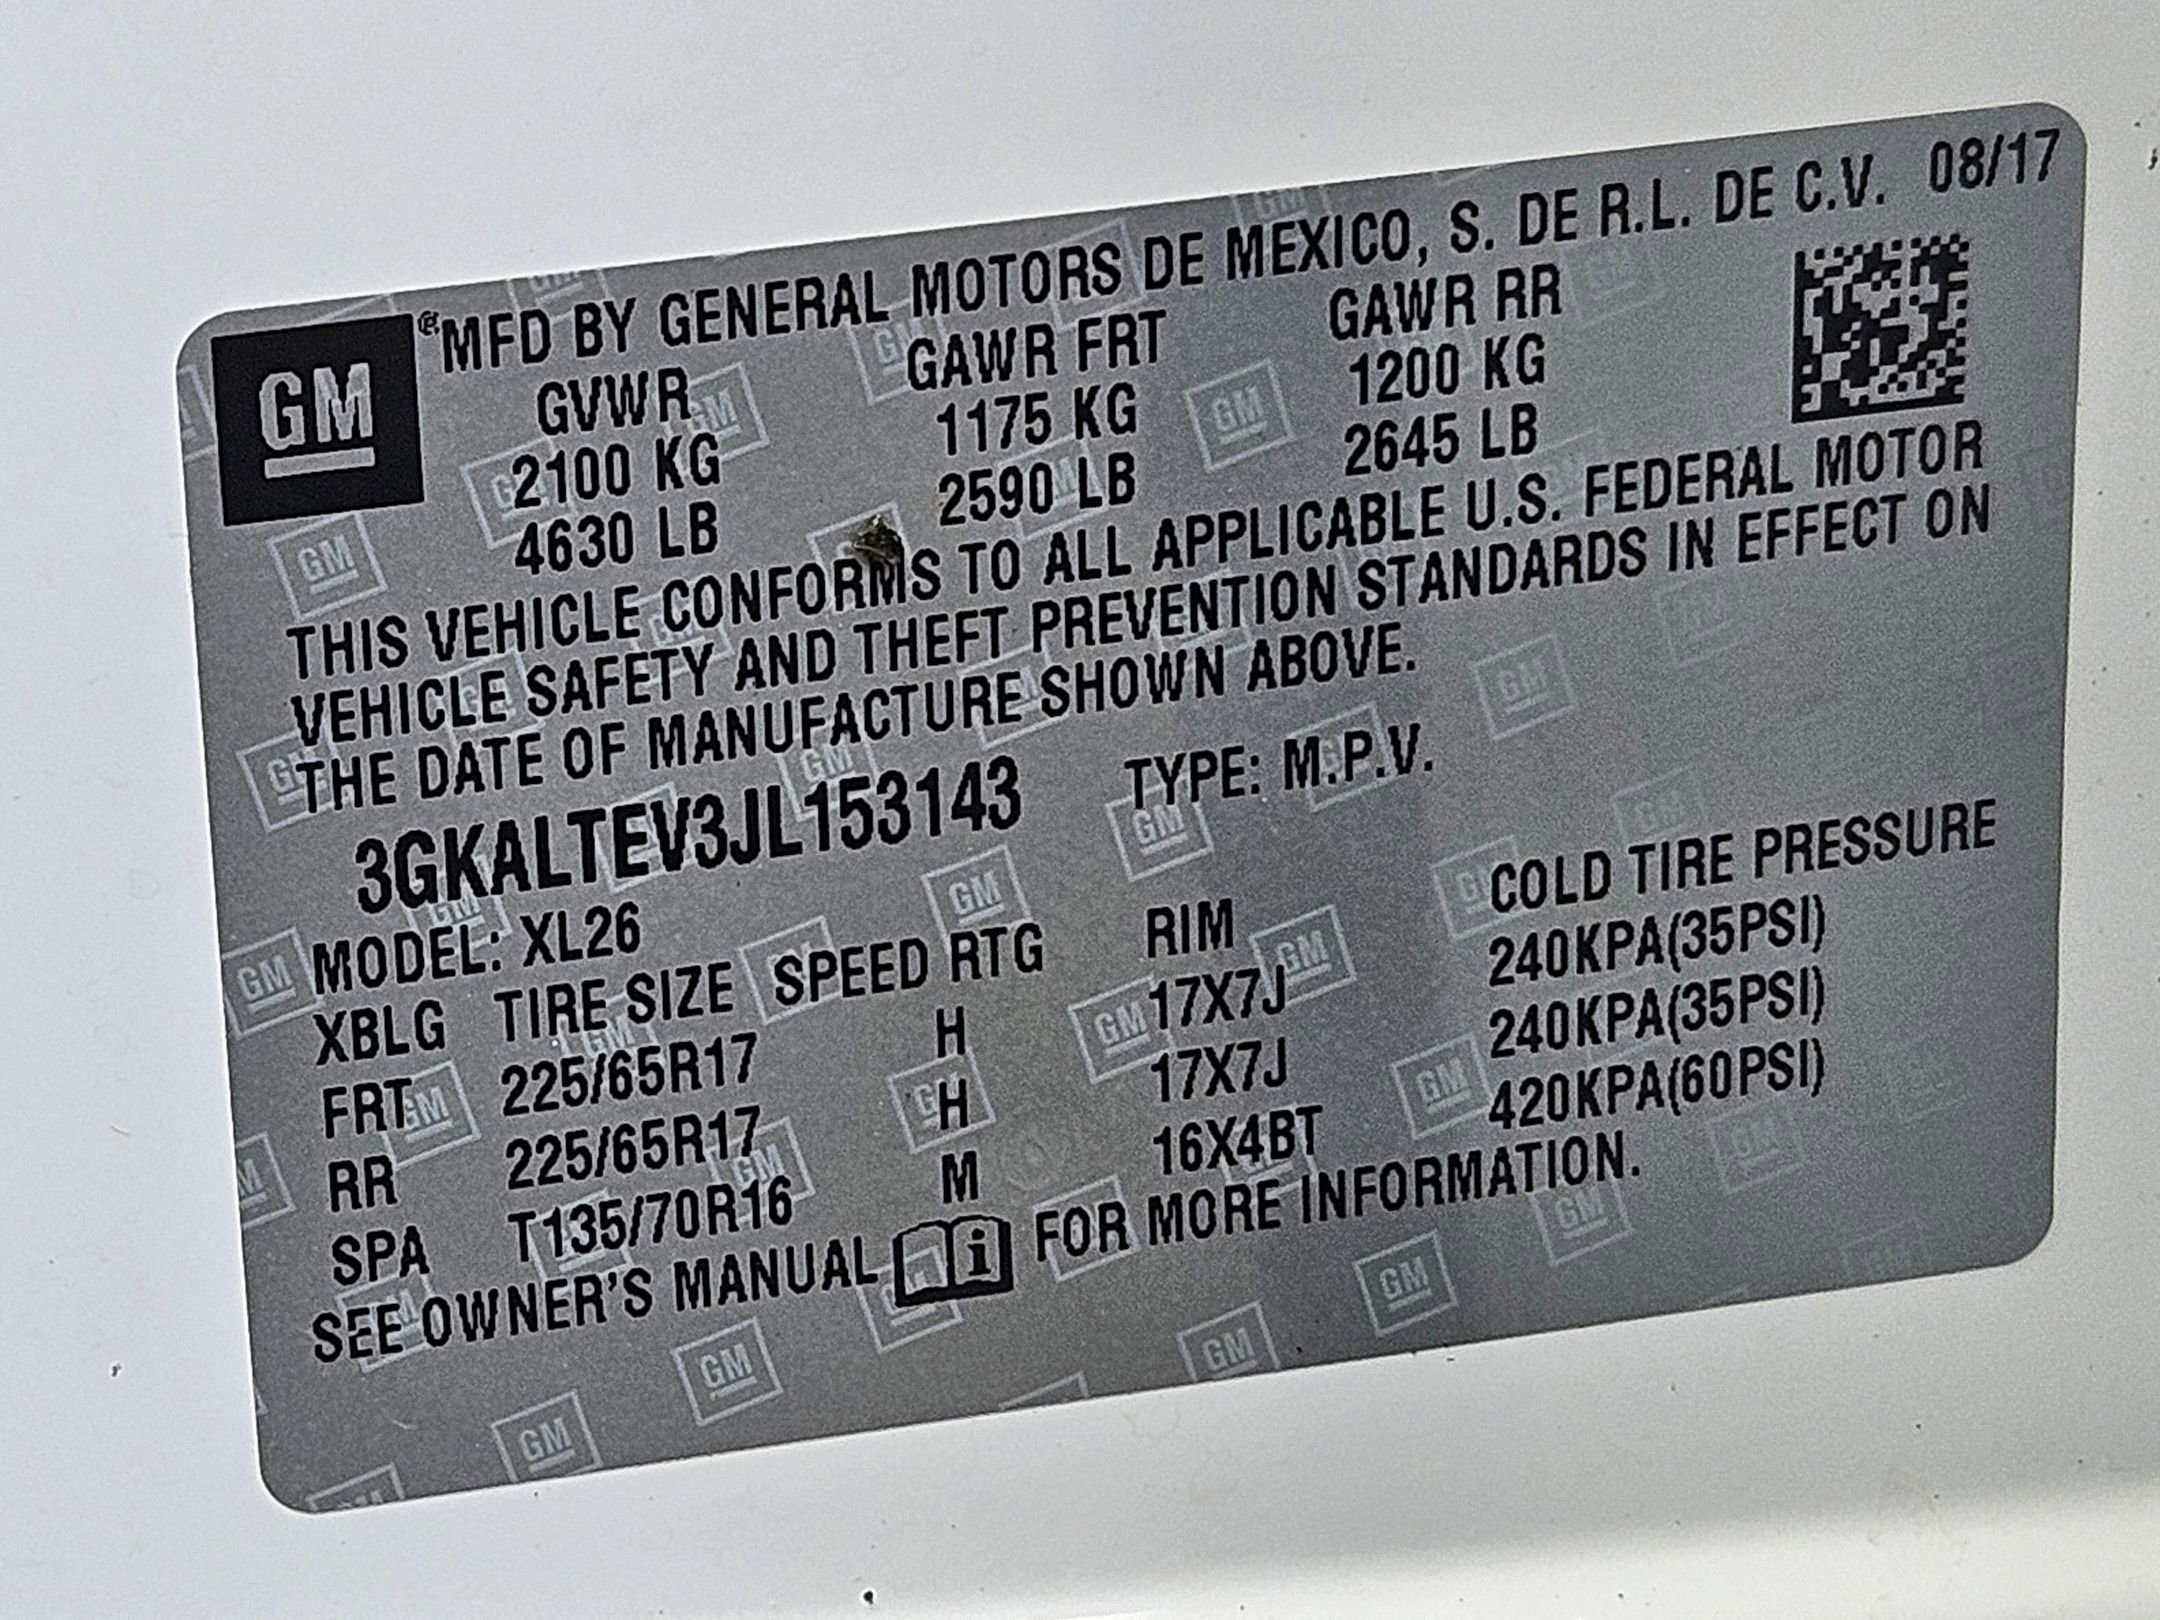 GM
MFD BY GENERAL MOTORS DE MEXICO, S. DE R.L. DE C.V. 08/17
GVWR GAWR FRT GAWR RR
2100 KG 1175 KG 1200 KG
4630 LB 2590 LB 2645 LB
THIS VEHICLE CONFORMS TO ALL APPLICABLE U.S. FEDERAL MOTOR
VEHICLE SAFETY AND THEFT PREVENTION STANDARDS IN EFFECT ON
THE DATE OF MANUFACTURE SHOWN ABOVE.
3GKALTEV3JL153143 TYPE: M.P.V.
MODEL: XL26
XBLG TIRE SIZE SPEED RTG RIM COLD TIRE PRESSURE
FRT 225/65R17 H 17X7J 240KPA(35PSI)
RR 225/65R17 H 17X7J 240KPA(35PSI)
SPA T135/70R16 M 16X4BT 420KPA(60PSI)
SEE OWNER'S MANUAL i FOR MORE INFORMATION.